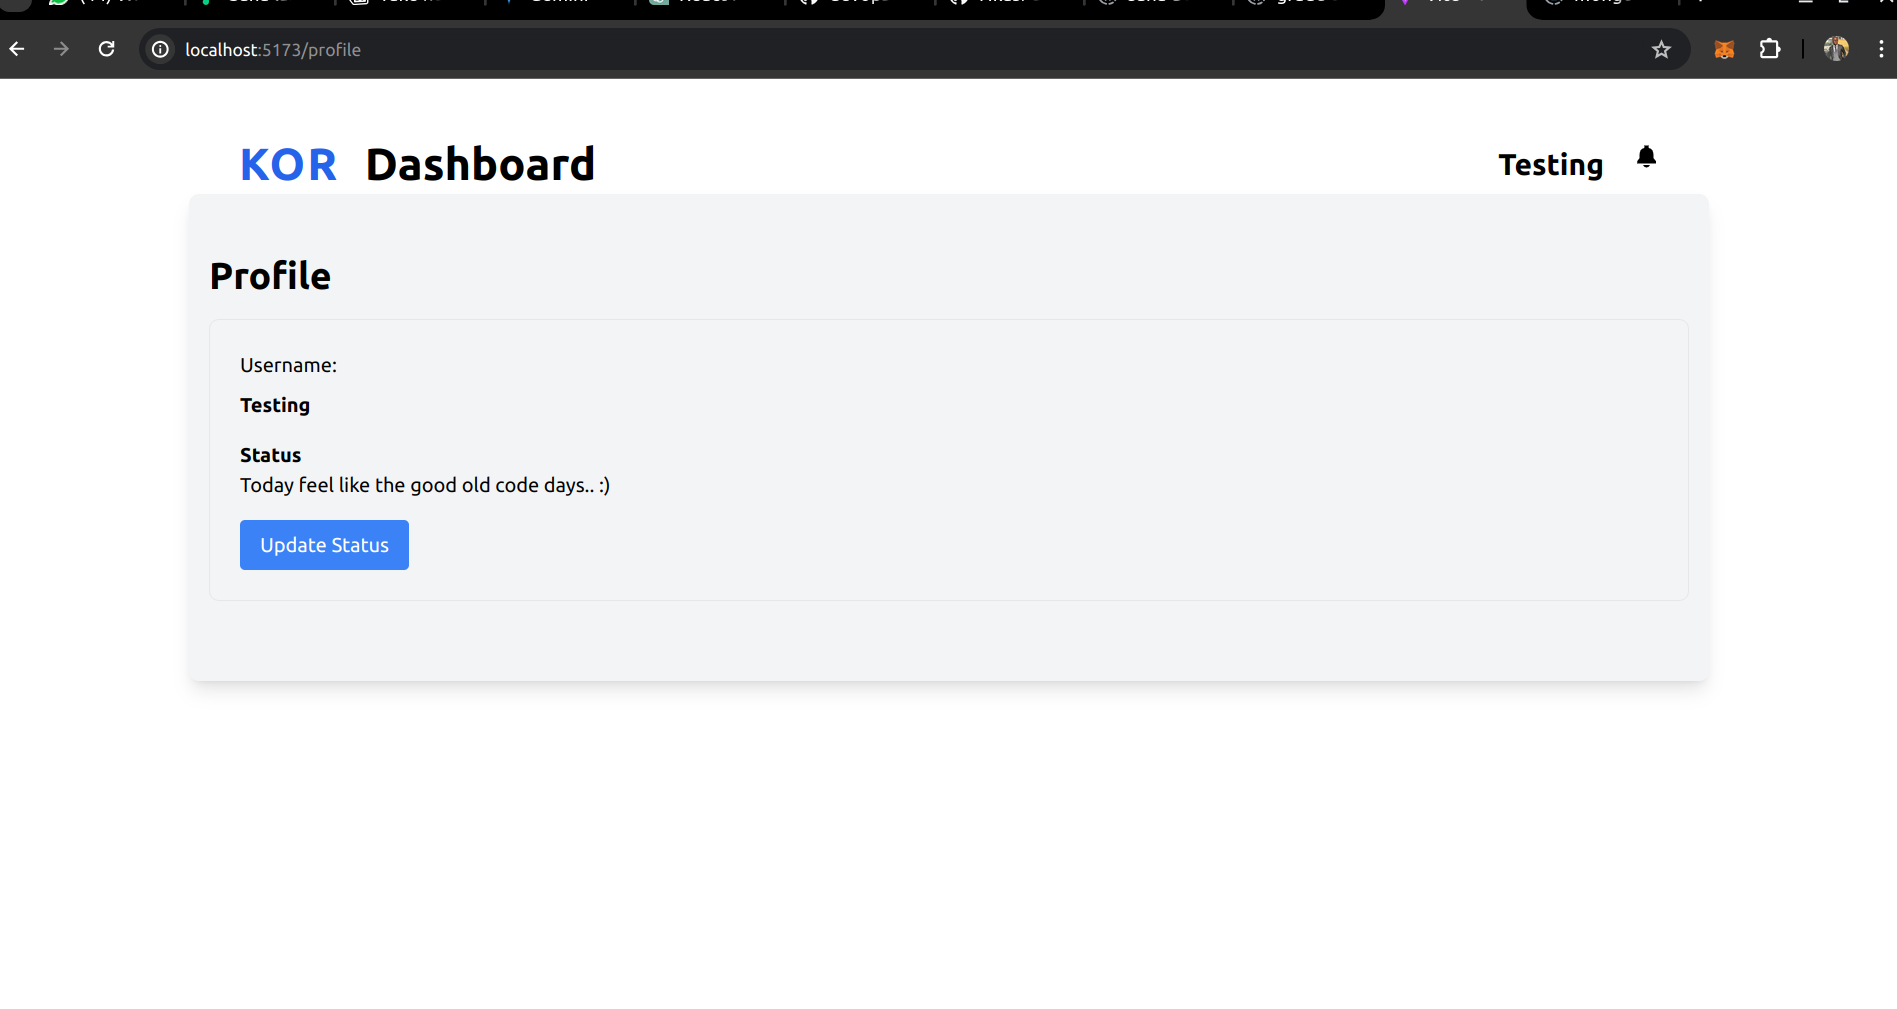 localhost:5173/profile
KOR Dashboard
Testing
Profile
Username:
Testing
Status
Today feel like the good old code days.. :)
Update Status